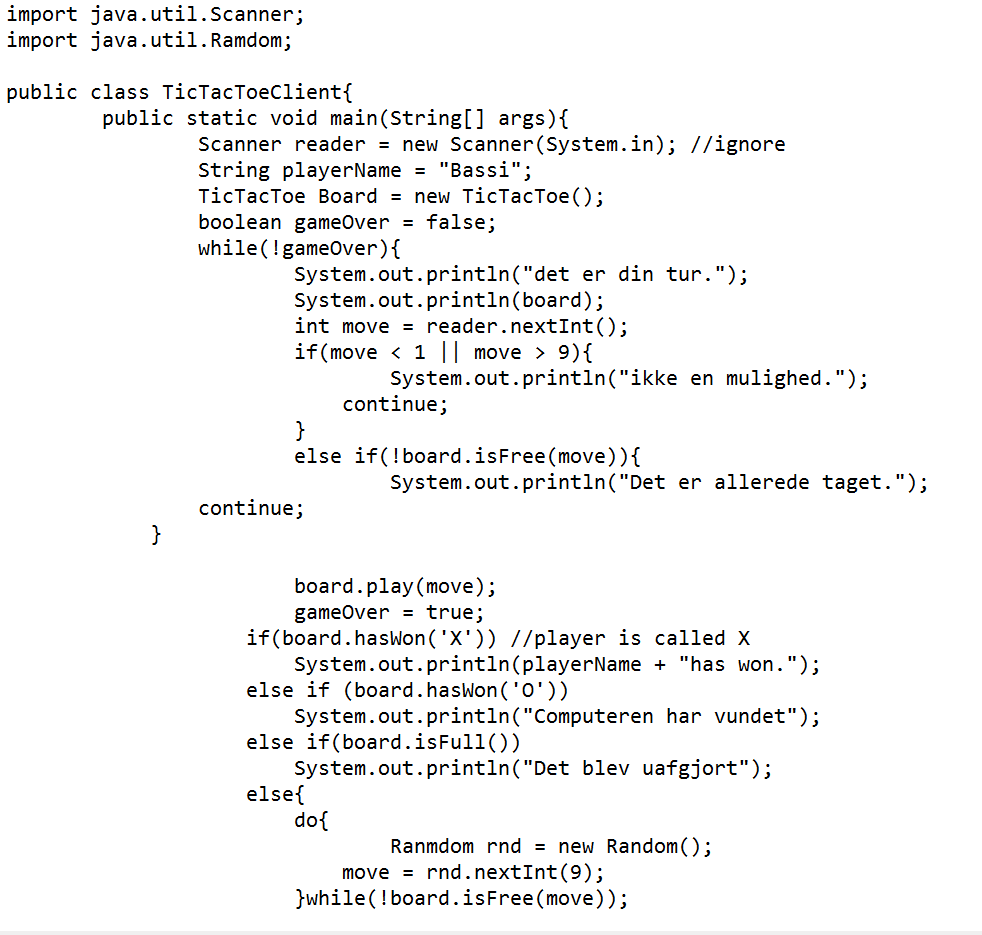 import java.util.Scanner;
import java.util.Ramdom;

public class TicTacToeClient{
        public static void main(String[] args){
                Scanner reader = new Scanner(System.in); //ignore
                String playerName = "Bassi";
                TicTacToe Board = new TicTacToe();
                boolean gameOver = false;
                while(!gameOver){
                        System.out.println("det er din tur.");
                        System.out.println(board);
                        int move = reader.nextInt();
                        if(move < 1 || move > 9){
                                System.out.println("ikke en mulighed.");
                            continue;
                        }
                        else if(!board.isFree(move)){
                                System.out.println("Det er allerede taget.");
                continue;
            }

                        board.play(move);
                        gameOver = true;
                    if(board.hasWon('X')) //player is called X
                        System.out.println(playerName + "has won.");
                    else if (board.hasWon('O'))
                        System.out.println("Computeren har vundet");
                    else if(board.isFull())
                        System.out.println("Det blev uafgjort");
                    else{
                        do{
                                Ranmdom rnd = new Random();
                            move = rnd.nextInt(9);
                        }while(!board.isFree(move));